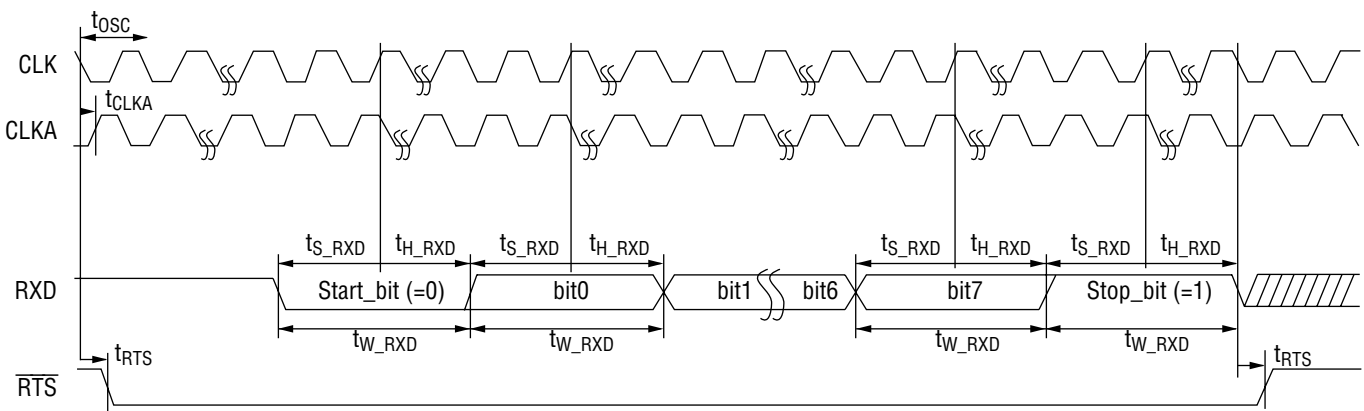 tOSC
CLK
tCLKA
CLKA
tS_RXD tH_RXD tS_RXD tH_RXD tS_RXD tH_RXD tS_RXD tH_RXD
RXD Start_bit (=0) bit0 bit1 bit6 bit7 Stop_bit (=1)
tW_RXD tW_RXD tW_RXD tW_RXD
tRTS tRTS
RTS